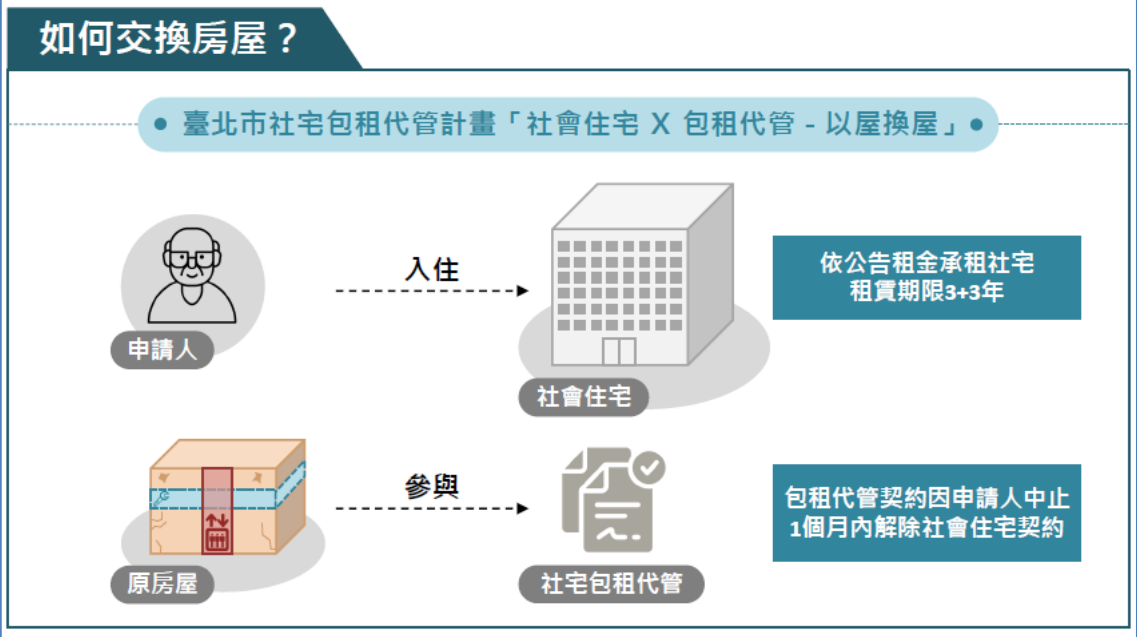 如何交換房屋？
臺北市社宅包租代管計畫「社會住宅 X 包租代管 - 以屋換屋」
入住
依公告租金承租社宅
租賃期限3+3年
申請人
社會住宅
參與
包租代管契約因申請人中止
1個月內解除社會住宅契約
原房屋
社宅包租代管